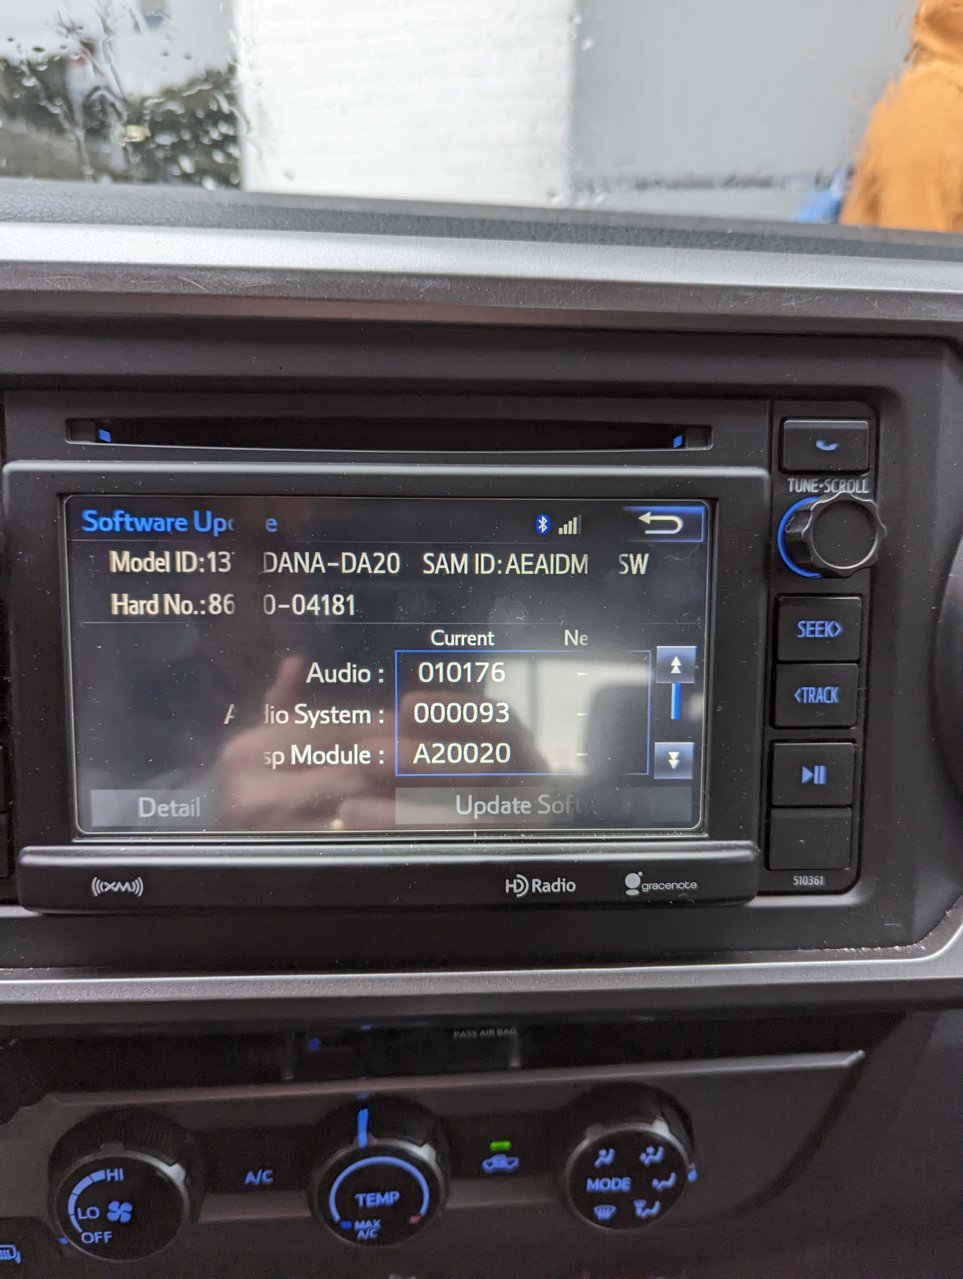 TUNE•SCROLL
Software Up e
Model ID:13 DANA-DA20 SAM ID:AEAIDM SW
Hard No.:86 0-04181
Current Ne
Audio : 010176 -
dio System : 000093 -
sp Module : A20020 -
Detail Update Soft
SEEK>
<TRACK
510361
((XM))
HD Radio
gracenote
PASS AIR BAG
HI
LO
OFF
A/C
TEMP
MAX
A/C
MODE